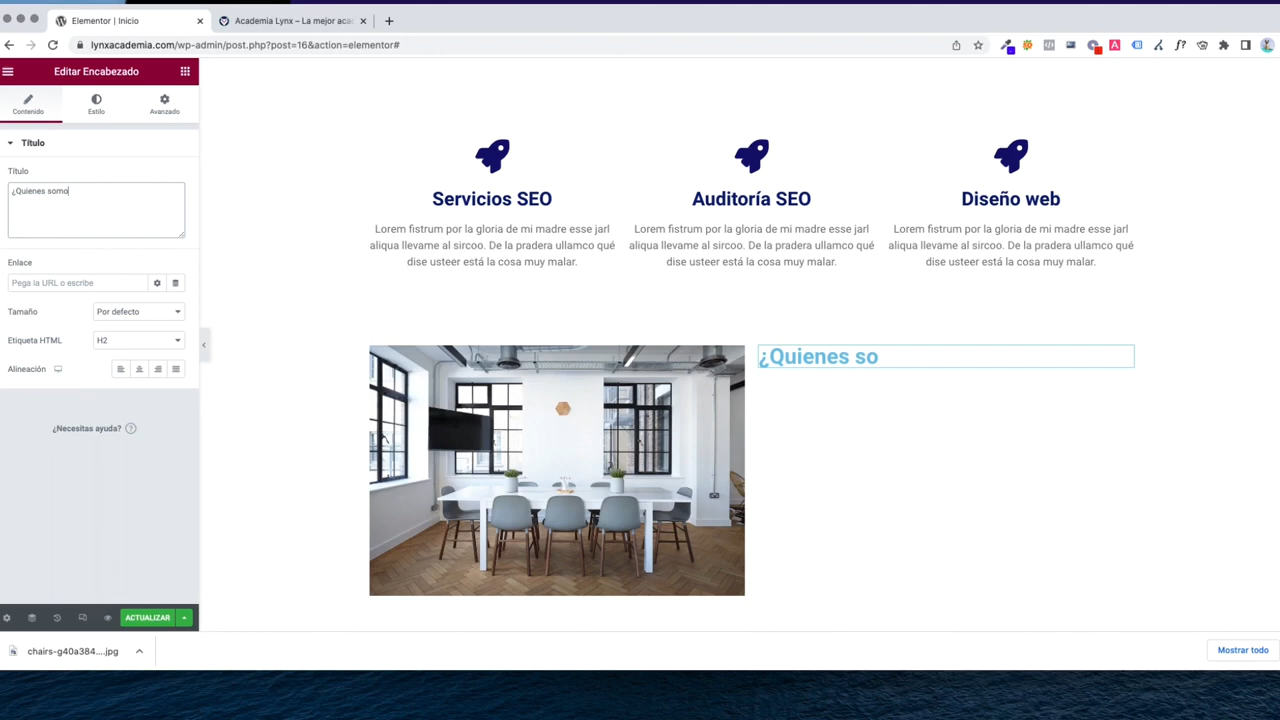 Elementor | Inicio
Academia Lynx – La mejor aca
lynxacademia.com/wp-admin/post.php?post=16&action=elementor#
Editar Encabezado
Contenido
Estilo
Avanzado
Título
Título
¿Quienes somo
Enlace
Pega la URL o escribe
Tamaño
Por defecto
Etiqueta HTML
H2
Alineación
¿Necesitas ayuda?
ACTUALIZAR
Servicios SEO
Lorem fistrum por la gloria de mi madre esse jarl
aliqua llevame al sircoo. De la pradera ullamco qué
dise usteer está la cosa muy malar.
Auditoría SEO
Lorem fistrum por la gloria de mi madre esse jarl
aliqua llevame al sircoo. De la pradera ullamco qué
dise usteer está la cosa muy malar.
Diseño web
Lorem fistrum por la gloria de mi madre esse jarl
aliqua llevame al sircoo. De la pradera ullamco qué
dise usteer está la cosa muy malar.
¿Quienes so
chairs-g40a384....jpg
Mostrar todo